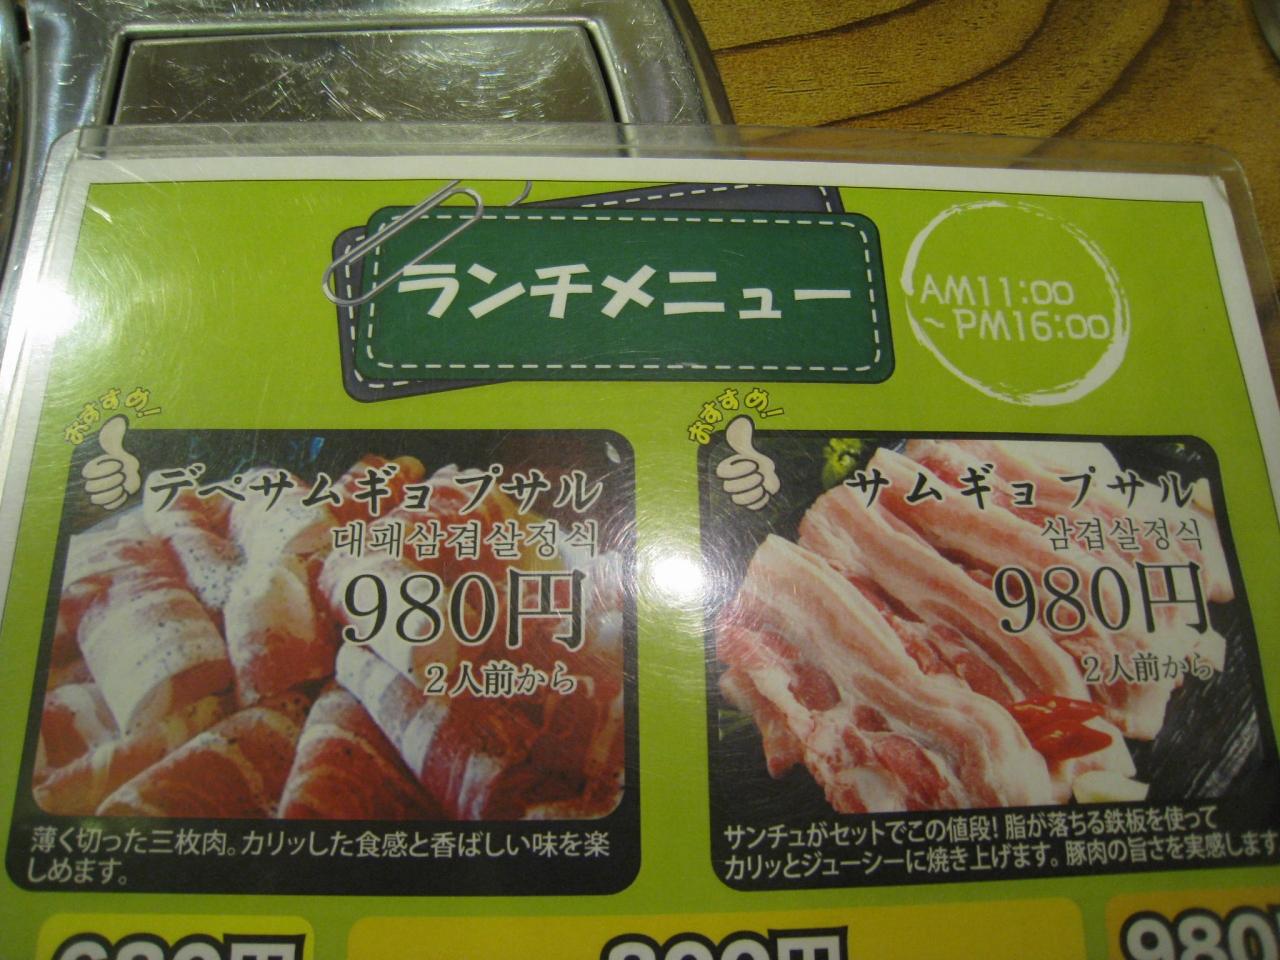 ランチメニュー
AM11:00
~PM16:00
おすすめ!
デペサムギョプサル
대패삼겹살정식
980円
2人前から
薄く切った三枚肉。カリッした食感と香ばしい味を楽
しめます。
おすすめ!
サムギョプサル
삼겹살정식
980円
2人前から
サンチュがセットでこの値段!脂が落ちる鉄板を使って
カリッとジューシーに焼き上げます。豚肉の旨さを実感します
980